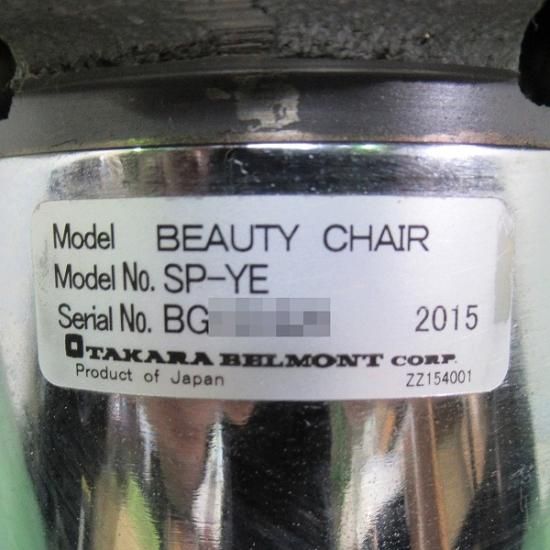 Model BEAUTY CHAIR
Model No. SP-YE
Serial No. BG 2015
TAKARA BELMONT CORP.
Product of Japan ZZ154001